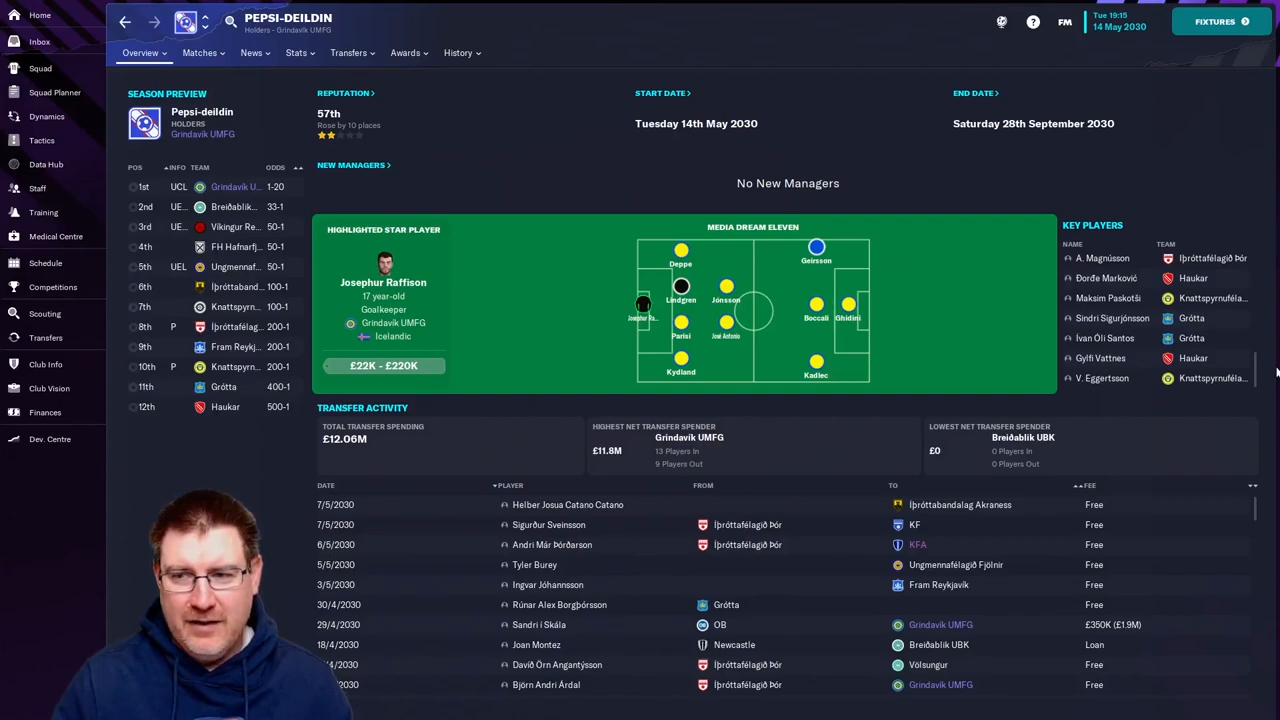 Home
Inbox
Squad
Squad Planner
Dynamics
Tactics
Data Hub
Staff
Training
Medical Centre
Schedule
Competitions
Scouting
Transfers
Club Info
Club Vision
Finances
Dev. Centre
PEPSI-DEILDIN
Holders - Grindavík UMFG
FM
Tue 19:15
14 May 2030
FIXTURES
Overview
Matches
News
Stats
Transfers
Awards
History
SEASON PREVIEW
Pepsi-deildin
HOLDERS
Grindavík UMFG
POS INFO TEAM ODDS
1st UCL Grindavík U... 1-20
2nd UE... Breiðablik... 33-1
3rd UE... Víkingur Re... 50-1
4th FH Hafnarfj... 50-1
5th UEL Ungmennaf... 50-1
6th Íþróttaband... 100-1
7th Knattspyrn... 100-1
8th P Íþróttafélag... 200-1
9th Fram Reykj... 200-1
10th P Knattspyrn... 200-1
11th Grótta 400-1
12th Haukar 500-1
REPUTATION
57th
Rose by 10 places
START DATE
Tuesday 14th May 2030
END DATE
Saturday 28th September 2030
NEW MANAGERS
No New Managers
HIGHLIGHTED STAR PLAYER
Josephur Raffison
17 year-old
Goalkeeper
Grindavík UMFG
Icelandic
£22K - £220K
MEDIA DREAM ELEVEN
Deppe
Geirsson
Lindgren
Jónsson
Josephur Ra...
Boccali
Ghidini
Parisi
José Antonio
Kydland
Kadlec
KEY PLAYERS
NAME TEAM
A. Magnússon Íþróttafélagið Þór
Đorđe Marković Haukar
Maksim Paskotši Knattspyrnuféla...
Sindri Sigurjónsson Grótta
Ívan Óli Santos Grótta
Gylfi Vattnes Haukar
V. Eggertsson Knattspyrnuféla...
TRANSFER ACTIVITY
TOTAL TRANSFER SPENDING
£12.06M
HIGHEST NET TRANSFER SPENDER
£11.8M
Grindavík UMFG
13 Players In
9 Players Out
LOWEST NET TRANSFER SPENDER
£0
Breiðablik UBK
0 Players In
0 Players Out
DATE PLAYER FROM TO FEE
7/5/2030 Helber Josua Catano Catano Íþróttabandalag Akraness Free
7/5/2030 Sigurður Sveinsson Íþróttafélagið Þór KF Free
6/5/2030 Andri Már Þórðarson Íþróttafélagið Þór KFA Free
5/5/2030 Tyler Burey Ungmennafélagið Fjölnir Free
3/5/2030 Ingvar Jóhannsson Fram Reykjavík Free
30/4/2030 Rúnar Alex Borgþórsson Grótta Free
29/4/2030 Sandri í Skála OB Grindavík UMFG £350K (£1.9M)
18/4/2030 Joan Montez Newcastle Breiðablik UBK Loan
/4/2030 Davíð Örn Angantýsson Íþróttafélagið Þór Völsungur Free
/2030 Björn Andri Árdal Íþróttafélagið Þór Grindavík UMFG Free